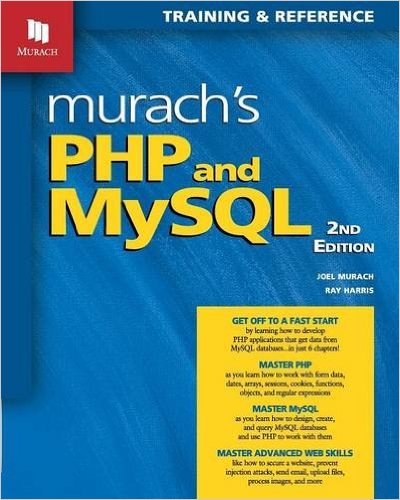 TRAINING & REFERENCE
MURACH
murach's
PHP and
MySQL
2ND
EDITION
JOEL MURACH
RAY HARRIS
GET OFF TO A FAST START
by learning how to develop
PHP applications that get data from
MySQL databases...in just 6 chapters!
MASTER PHP
as you learn how to work with form data,
dates, arrays, sessions, cookies, functions,
objects, and regular expressions
MASTER MySQL
as you learn how to design, create,
and query MySQL databases
and use PHP to work with them
MASTER ADVANCED WEB SKILLS
like how to secure a website, prevent
injection attacks, send email, upload files,
process images, and more